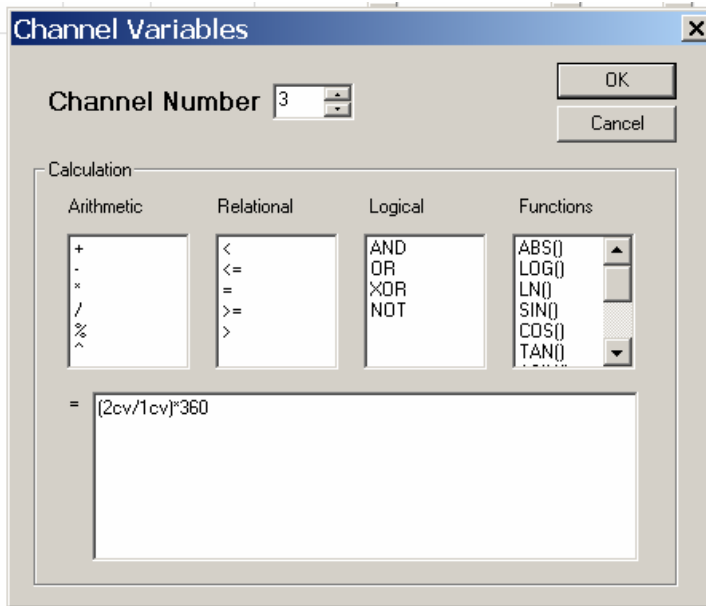 Channel Variables
Channel Number 3
OK
Cancel
Calculation
Arithmetic Relational Logical Functions
+
-
*
/
%
^
<
<=
=
>=
>
AND
OR
XOR
NOT
ABS()
LOG()
LN()
SIN()
COS()
TAN()
= (2cv/1cv)*360